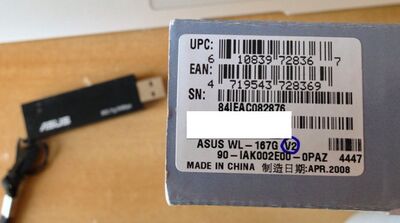 UPC:
6 10839 72836 7
EAN:
4 719543 728369
SN:
84IEAC082876
ASUS WL-167G V2
90-IAK002E00-0PAZ 4447
MADE IN CHINA 制造日期:APR.2008
ASUS